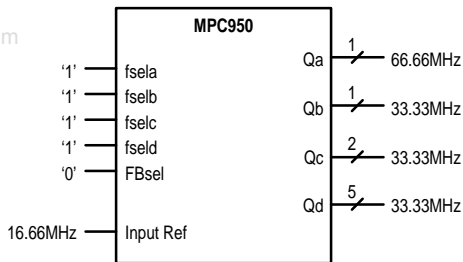 m
MPC950
‘1’ fsela
‘1’ fselb
‘1’ fselc
‘1’ fseld
‘0’ FBsel
16.66MHz Input Ref
Qa 1 66.66MHz
Qb 1 33.33MHz
Qc 2 33.33MHz
Qd 5 33.33MHz